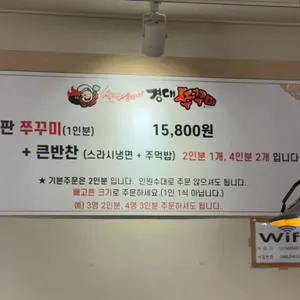 경대
판 쭈꾸미(1인분) 15,800원
+ 큰반찬 (스라시냉면 + 주먹밥) 2인분 1개, 4인분 2개 입니다
★ 기본주문은 2인분 입니다. 인원수대로 주문 않으셔도 됩니다.
배고픈 크기로 주문하세요.(1인 1식 아닙니다.)
예) 3명 2인분, 4명 3인분 주문하셔도 됩니다.
WiF